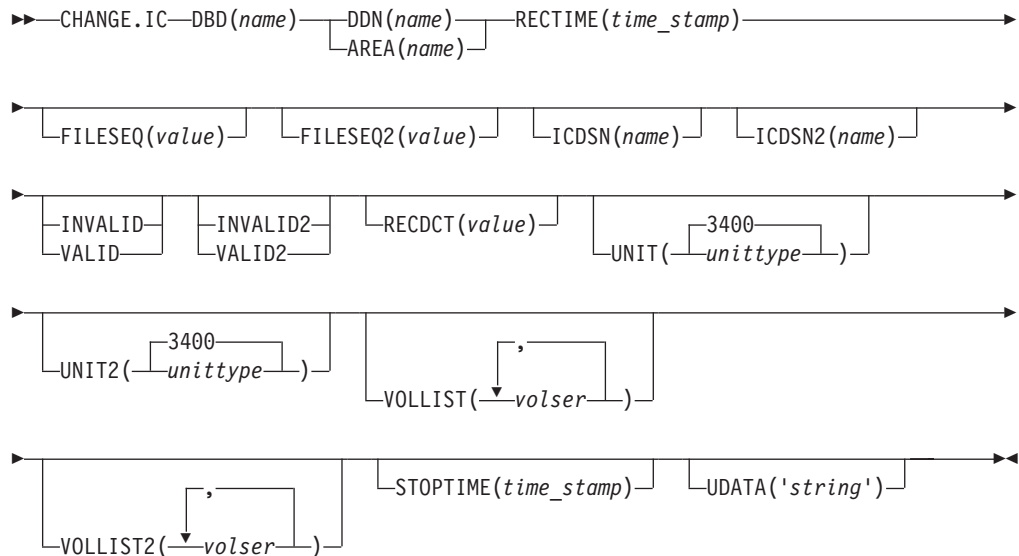 CHANGE.IC DBD(name) DDN(name) RECTIME(time_stamp)
AREA(name)
FILESEQ(value) FILESEQ2(value) ICDSN(name) ICDSN2(name)
INVALID INVALID2 RECDCT(value) 3400
VALID VALID2 UNIT( unittype )
3400 ,
UNIT2( unittype ) VOLLIST( volser )
, STOPTIME(time_stamp) UDATA('string')
VOLLIST2( volser )